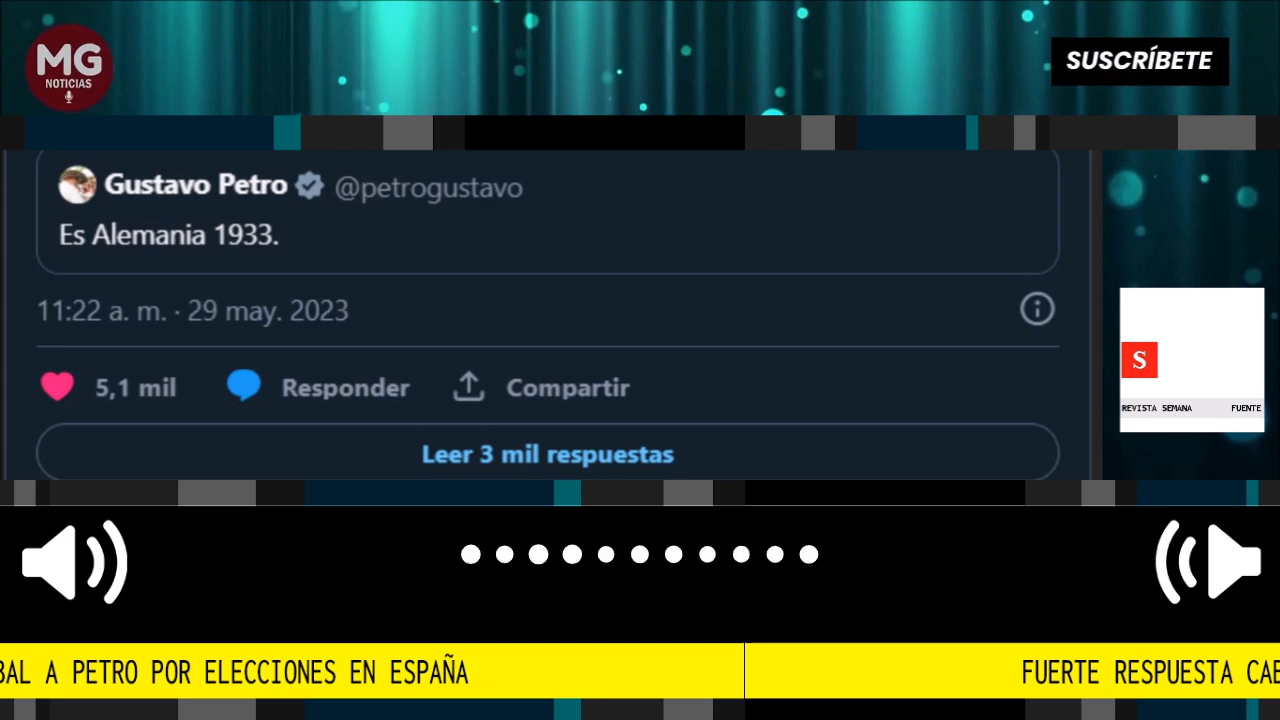 MG
NOTICIAS
SUSCRÍBETE
Gustavo Petro @petrogustavo
Es Alemania 1933.
11:22 a. m. · 29 may. 2023
5,1 mil Responder Compartir
Leer 3 mil respuestas
S
REVISTA SEMANA FUENTE
BAL A PETRO POR ELECCIONES EN ESPAÑA
FUERTE RESPUESTA CAB